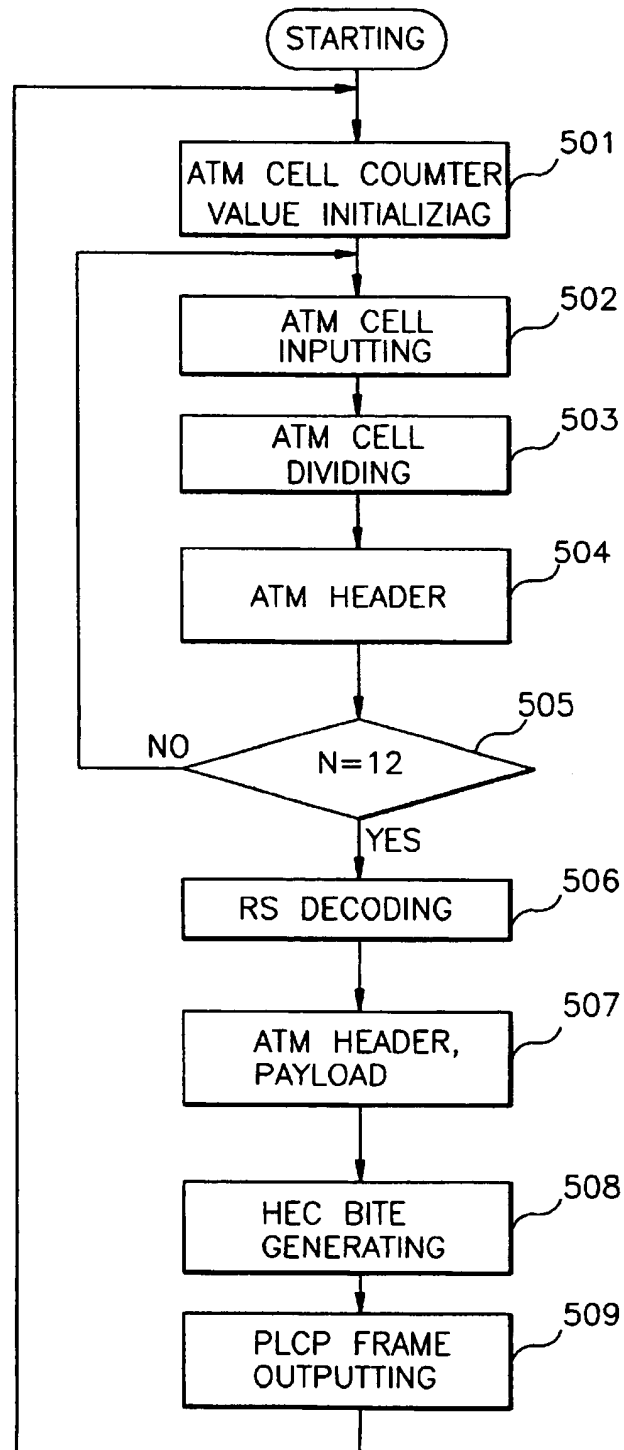 STARTING
501
ATM CELL COUMTER
VALUE INITIALIZIAG
502
ATM CELL
INPUTTING
503
ATM CELL
DIVIDING
504
ATM HEADER
505
NO
N=12
YES
506
RS DECODING
507
ATM HEADER,
PAYLOAD
508
HEC BITE
GENERATING
509
PLCP FRAME
OUTPUTTING